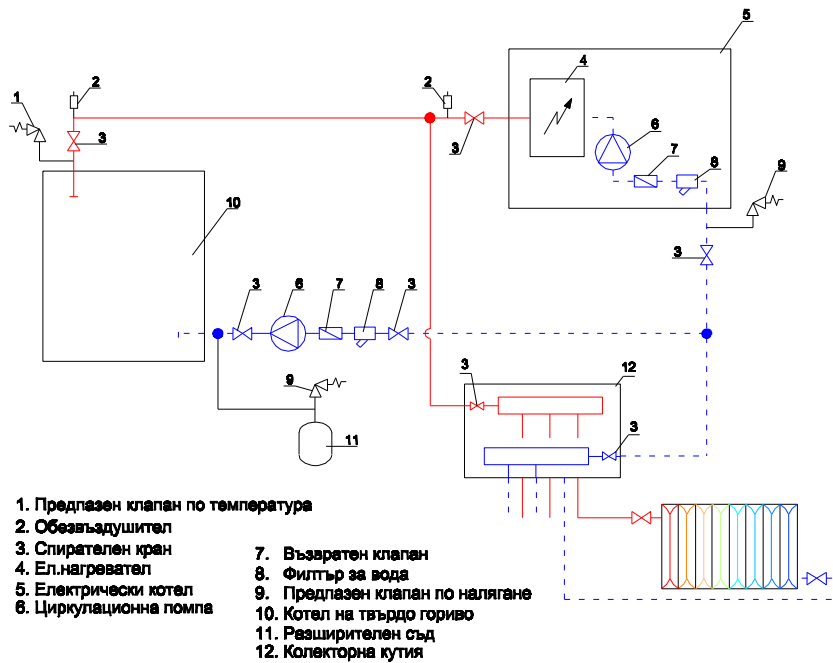 5
4
2
2
1
6
3
3
7
8
9
10
3
3
6
7
8
3
3
12
9
3
11
1. Предпазен клапан по температура
2. Обезвъздушител
3. Спирателен кран
4. Ел.нагревател
5. Електрически котел
6. Циркулационна помпа
7. Възвратен клапан
8. Филтър за вода
9. Предпазен клапан по налягане
10. Котел на твърдо гориво
11. Разширителен съд
12. Колекторна кутия